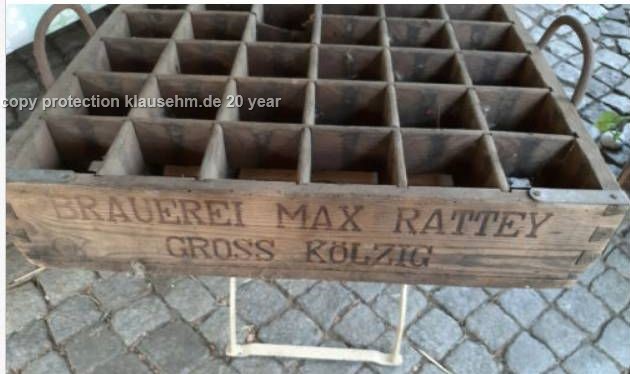 copy protection klausehm.de 20 year
BRAUEREI MAX RATTEY
GROSS KÖLZIG